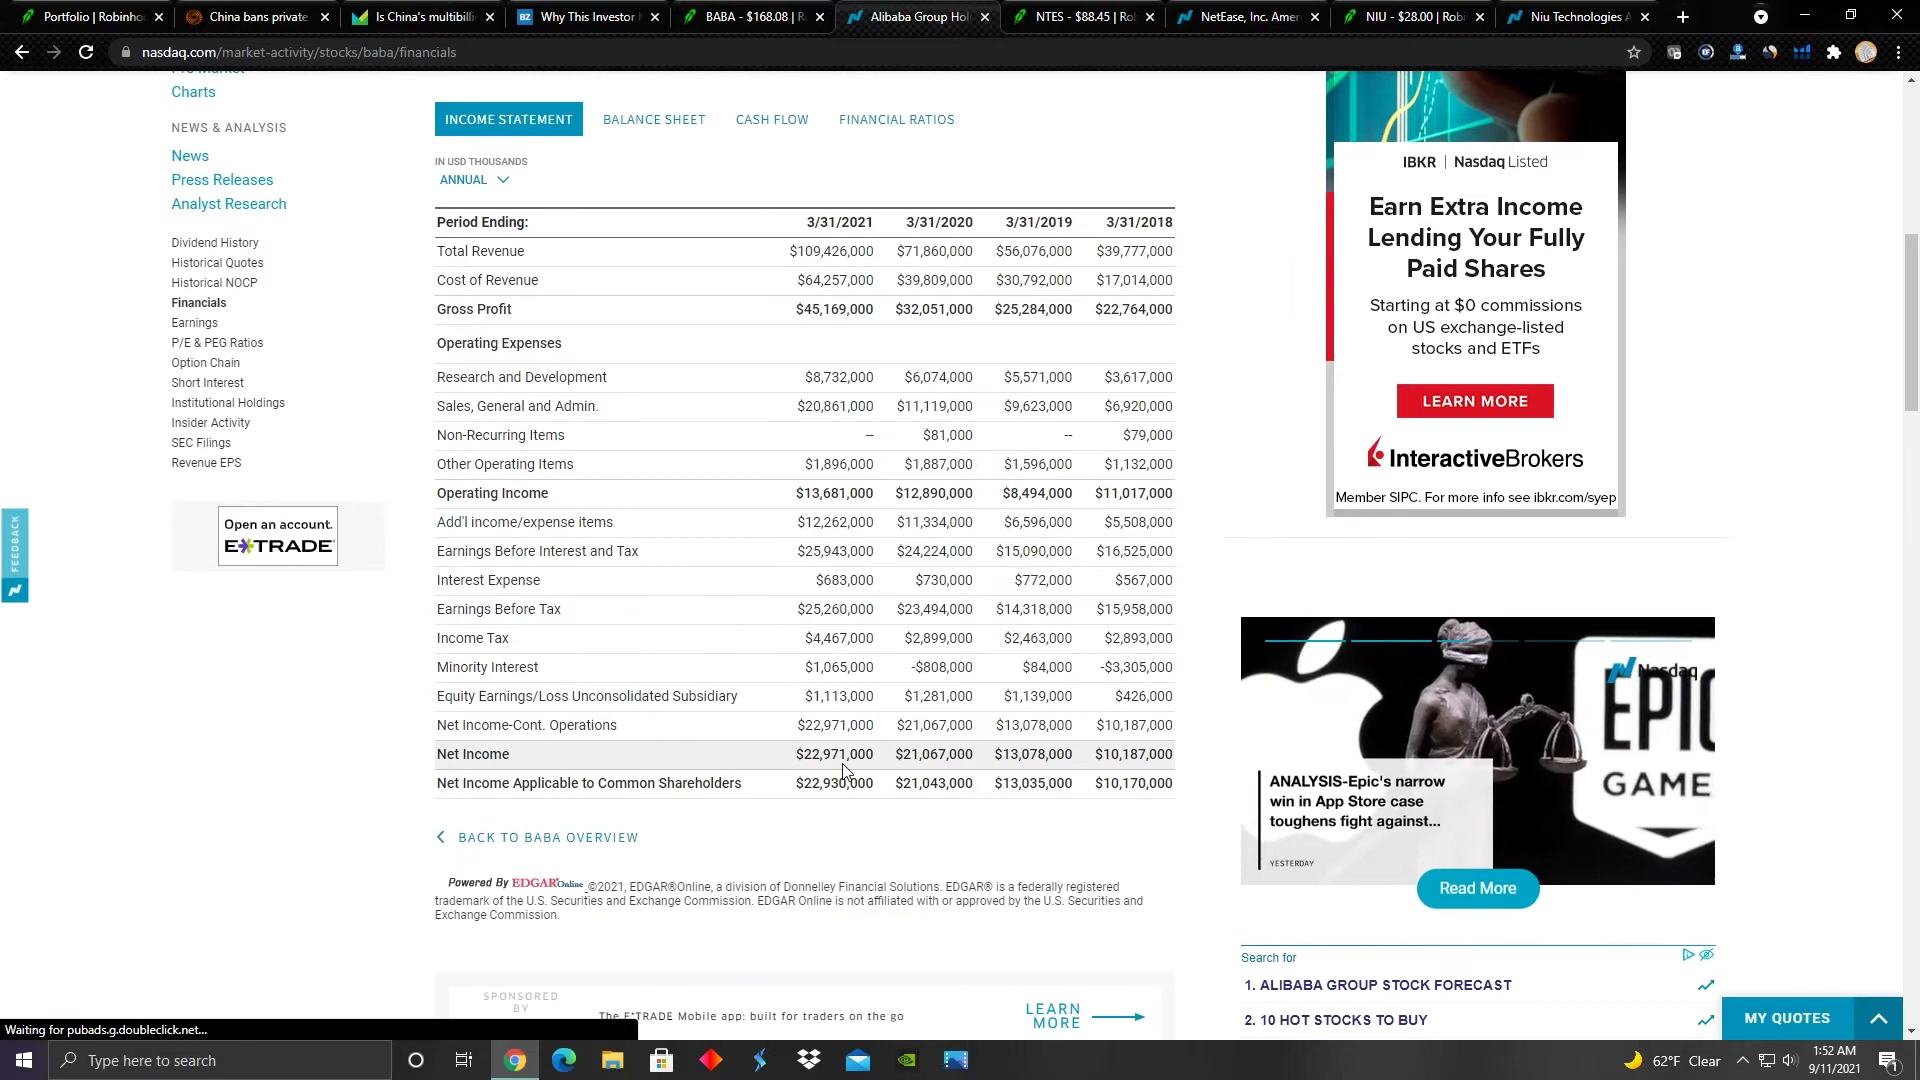 Portfolio | Robinho
China bans private
Is China's multibilli
BZ Why This Investor
BABA - $168.08 | R
Alibaba Group Hol
NTES - $88.45 | Ro
NetEase, Inc. Amer
NIU - $28.00 | Robi
Niu Technologies A
nasdaq.com/market-activity/stocks/baba/financials
Pre-Market
Charts
NEWS & ANALYSIS
News
Press Releases
Analyst Research
Dividend History
Historical Quotes
Historical NOCP
Financials
Earnings
P/E & PEG Ratios
Option Chain
Short Interest
Institutional Holdings
Insider Activity
SEC Filings
Revenue EPS
Open an account.
E*TRADE
FEEDBACK
INCOME STATEMENT BALANCE SHEET CASH FLOW FINANCIAL RATIOS
IN USD THOUSANDS
ANNUAL
Period Ending: 3/31/2021 3/31/2020 3/31/2019 3/31/2018
Total Revenue $109,426,000 $71,860,000 $56,076,000 $39,777,000
Cost of Revenue $64,257,000 $39,809,000 $30,792,000 $17,014,000
Gross Profit $45,169,000 $32,051,000 $25,284,000 $22,764,000
Operating Expenses
Research and Development $8,732,000 $6,074,000 $5,571,000 $3,617,000
Sales, General and Admin. $20,861,000 $11,119,000 $9,623,000 $6,920,000
Non-Recurring Items -- $81,000 -- $79,000
Other Operating Items $1,896,000 $1,887,000 $1,596,000 $1,132,000
Operating Income $13,681,000 $12,890,000 $8,494,000 $11,017,000
Add'l income/expense items $12,262,000 $11,334,000 $6,596,000 $5,508,000
Earnings Before Interest and Tax $25,943,000 $24,224,000 $15,090,000 $16,525,000
Interest Expense $683,000 $730,000 $772,000 $567,000
Earnings Before Tax $25,260,000 $23,494,000 $14,318,000 $15,958,000
Income Tax $4,467,000 $2,899,000 $2,463,000 $2,893,000
Minority Interest $1,065,000 -$808,000 $84,000 -$3,305,000
Equity Earnings/Loss Unconsolidated Subsidiary $1,113,000 $1,281,000 $1,139,000 $426,000
Net Income-Cont. Operations $22,971,000 $21,067,000 $13,078,000 $10,187,000
Net Income $22,971,000 $21,067,000 $13,078,000 $10,187,000
Net Income Applicable to Common Shareholders $22,930,000 $21,043,000 $13,035,000 $10,170,000
BACK TO BABA OVERVIEW
Powered By EDGAR Online ©2021, EDGAR®Online, a division of Donnelley Financial Solutions. EDGAR® is a federally registered
trademark of the U.S. Securities and Exchange Commission. EDGAR Online is not affiliated with or approved by the U.S. Securities and
Exchange Commission.
SPONSORED
BY
The E*TRADE Mobile app: built for traders on the go
LEARN
MORE
IBKR | Nasdaq Listed
Earn Extra Income
Lending Your Fully
Paid Shares
Starting at $0 commissions
on US exchange-listed
stocks and ETFs
LEARN MORE
InteractiveBrokers
Member SIPC. For more info see ibkr.com/syep
Nasdaq
EPIC
GAMES
ANALYSIS-Epic's narrow
win in App Store case
toughens fight against...
YESTERDAY
Read More
Search for
1. ALIBABA GROUP STOCK FORECAST
2. 10 HOT STOCKS TO BUY
MY QUOTES
Waiting for pubads.g.doubleclick.net...
Type here to search
62°F Clear
1:52 AM
9/11/2021
1